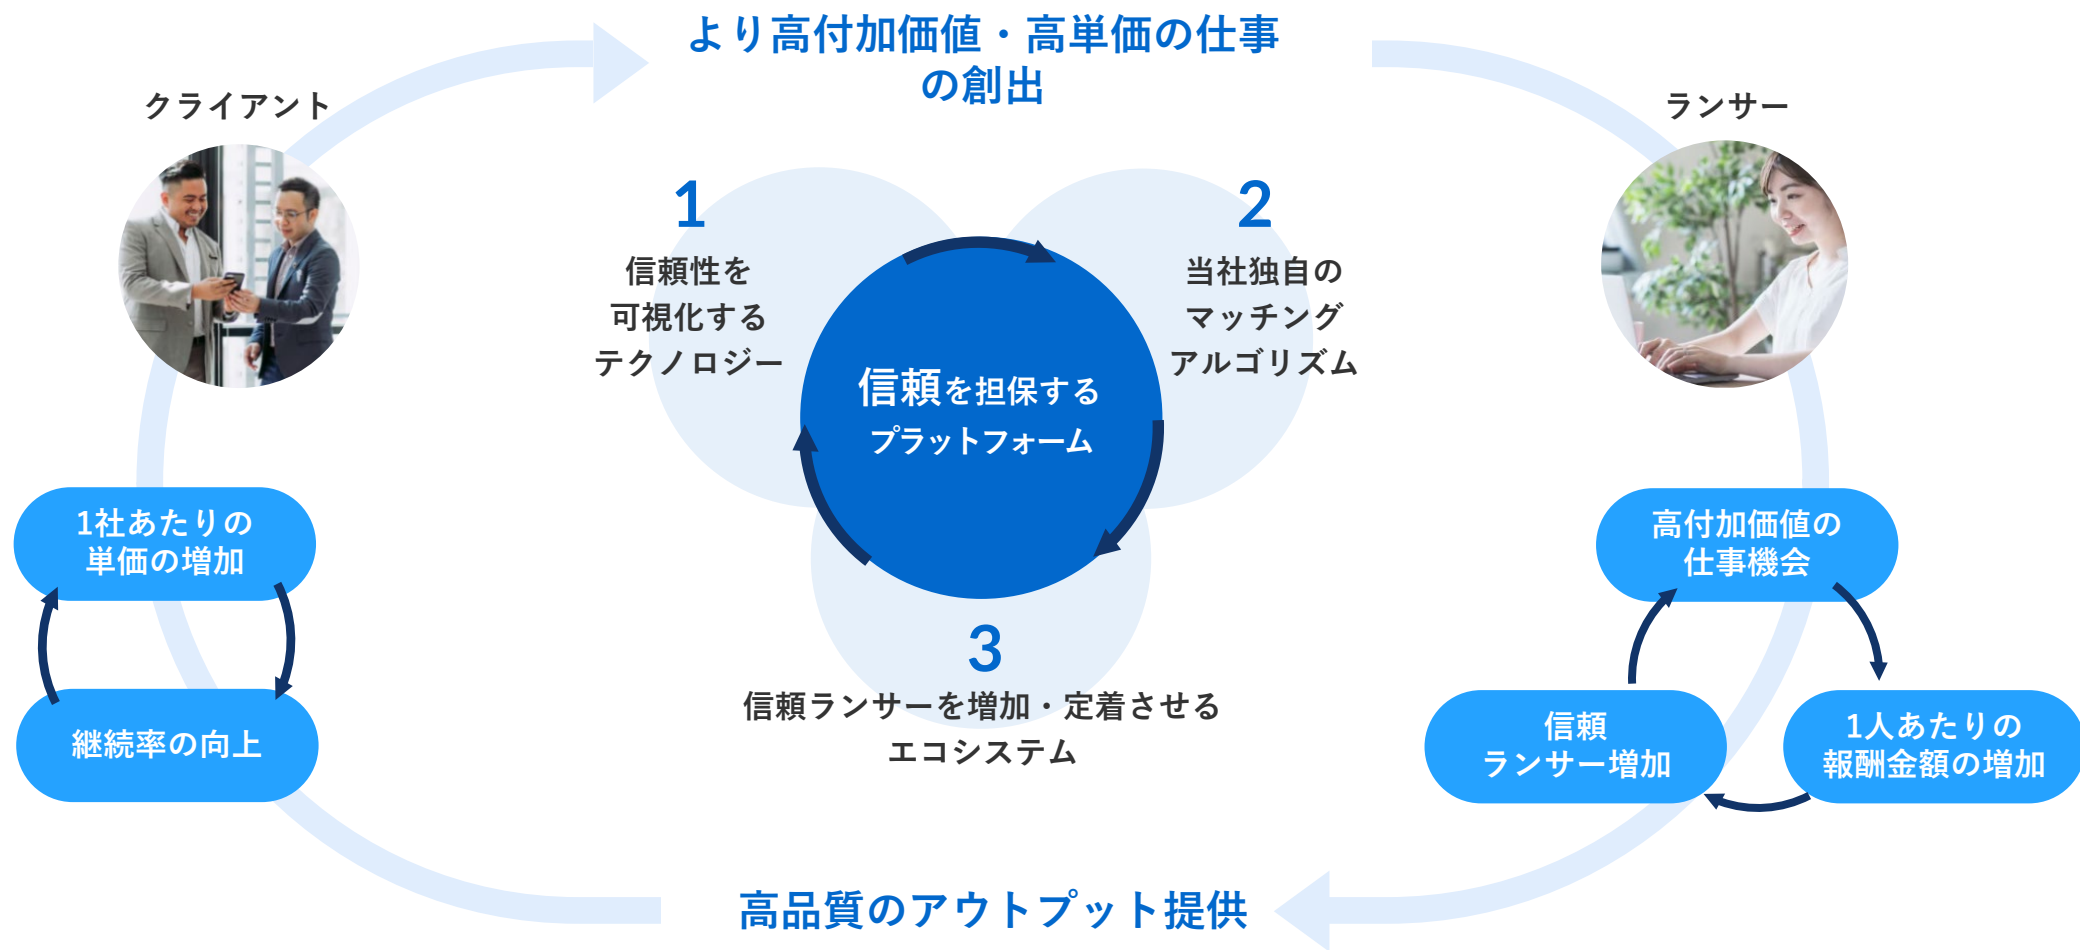 より高付加価値・高単価の仕事
の創出
クライアント
ランサー
1
信頼性を
可視化する
テクノロジー
2
当社独自の
マッチング
アルゴリズム
信頼を担保する
プラットフォーム
3
信頼ランサーを増加・定着させる
エコシステム
1社あたりの
単価の増加
継続率の向上
高付加価値の
仕事機会
信頼
ランサー増加
1人あたりの
報酬金額の増加
高品質のアウトプット提供